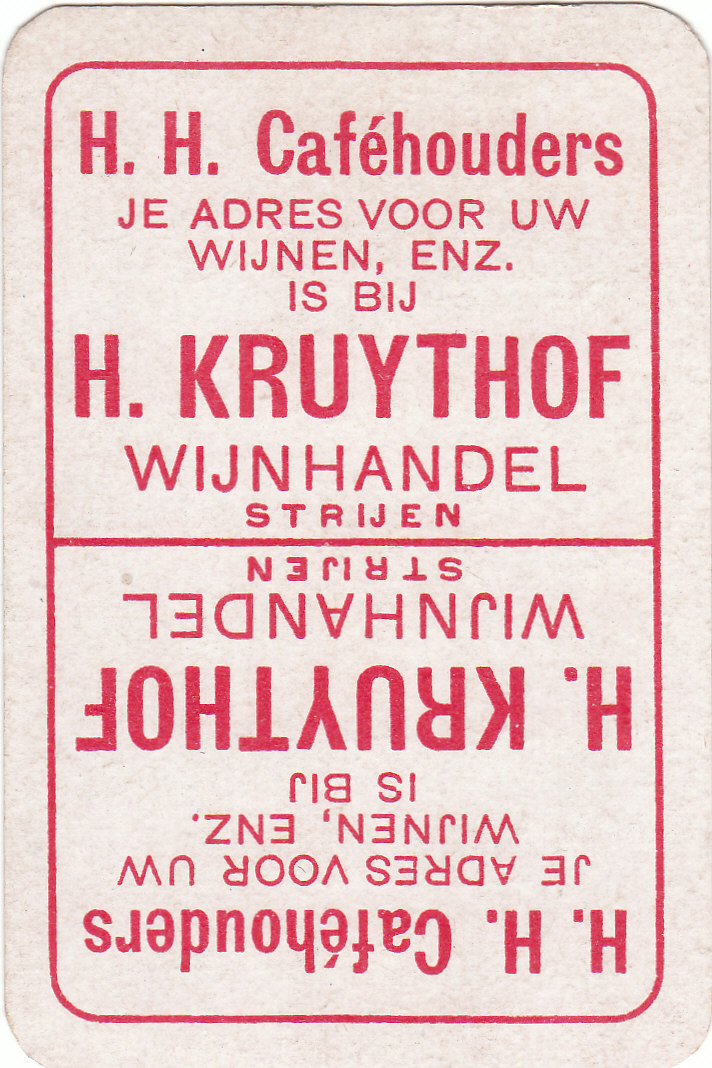 H. H. Caféhouders
JE ADRES VOOR UW
WIJNEN, ENZ.
IS BIJ
H. KRUYTHOF
WIJNHANDEL
STRIJEN
H. H. Caféhouders
JE ADRES VOOR UW
WIJNEN, ENZ.
IS BIJ
H. KRUYTHOF
WIJNHANDEL
STRIJEN